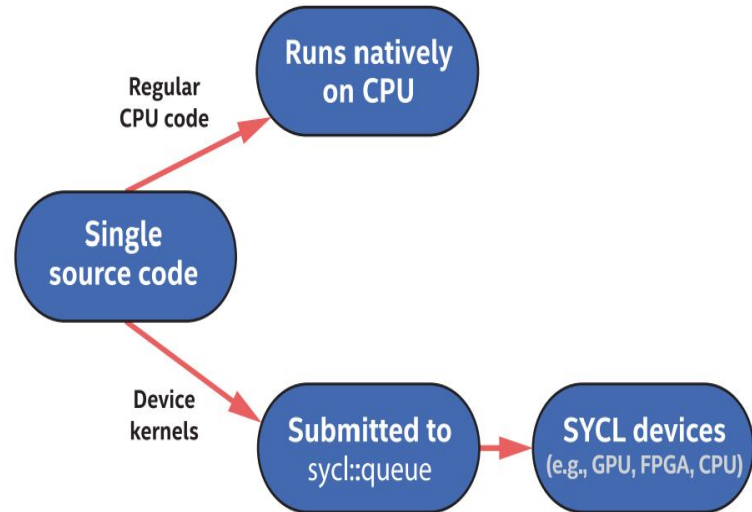 Runs natively
on CPU
Regular
CPU code
Single
source code
Device
kernels
Submitted to
sycl::queue
SYCL devices
(e.g., GPU, FPGA, CPU)